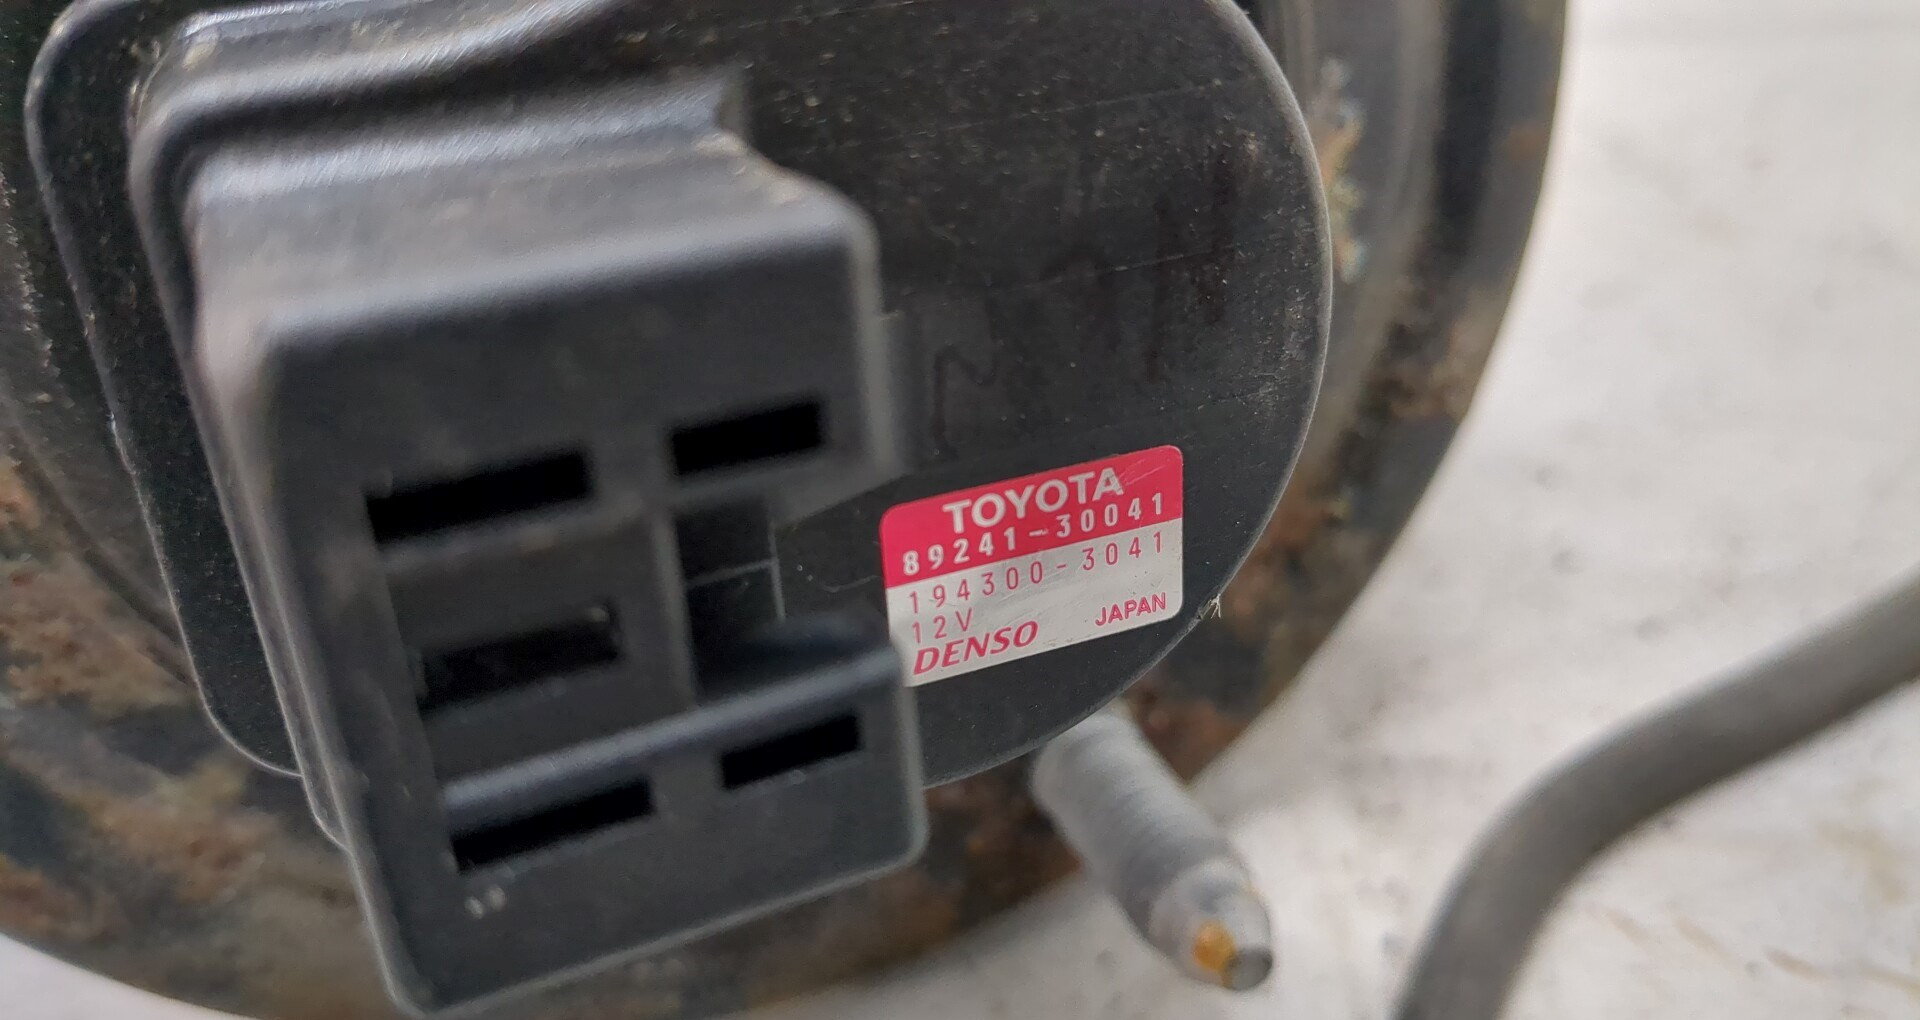 TOYOTA
89241-30041
194300-3041
12V
DENSO JAPAN